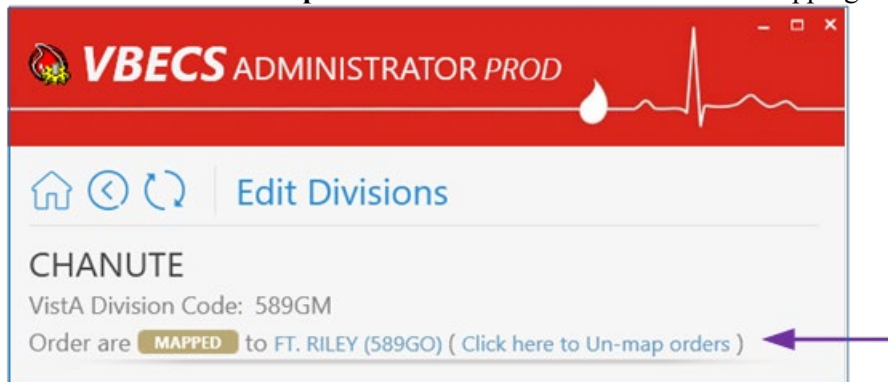 VBECS ADMINISTRATOR PROD
Edit Divisions
CHANUTE
VistA Division Code: 589GM
Order are MAPPED to FT. RILEY (589GO) ( Click here to Un-map orders )